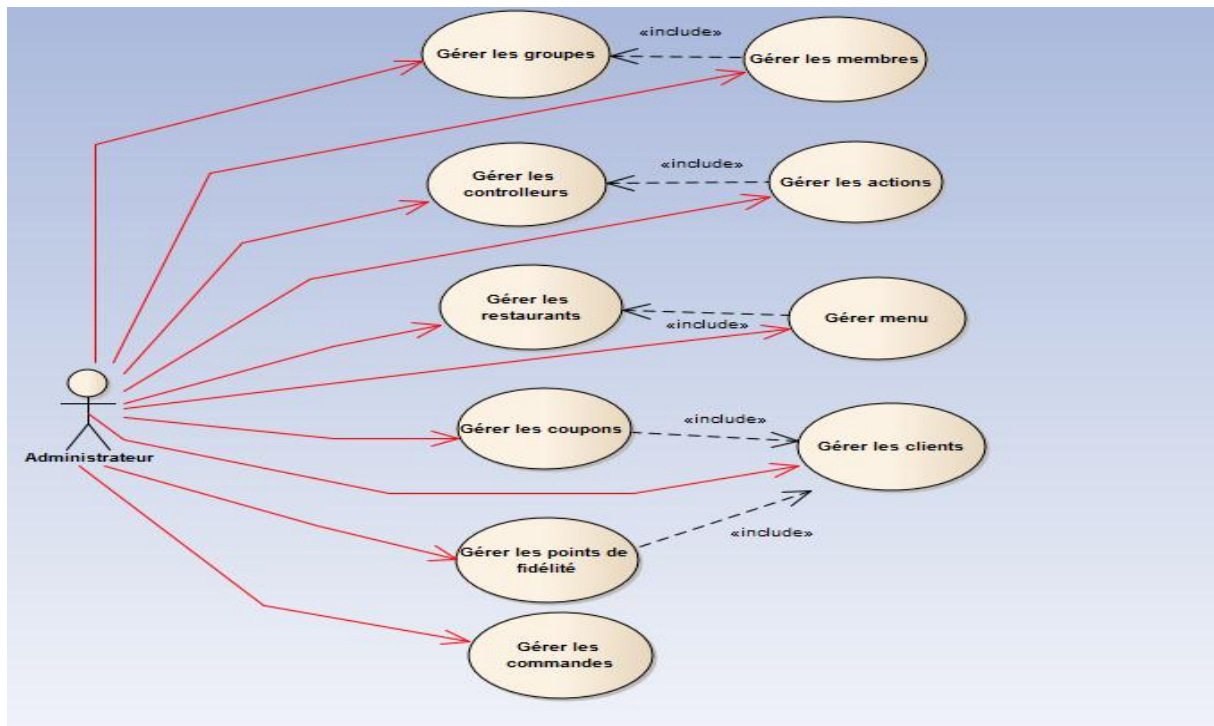 «include»
Gérer les groupes
Gérer les membres
«include»
Gérer les
controlleurs
Gérer les actions
Gérer les
restaurants
«include»
Gérer menu
Gérer les coupons
«include»
Gérer les clients
Administrateur
«include»
Gérer les points de
fidélité
Gérer les
commandes